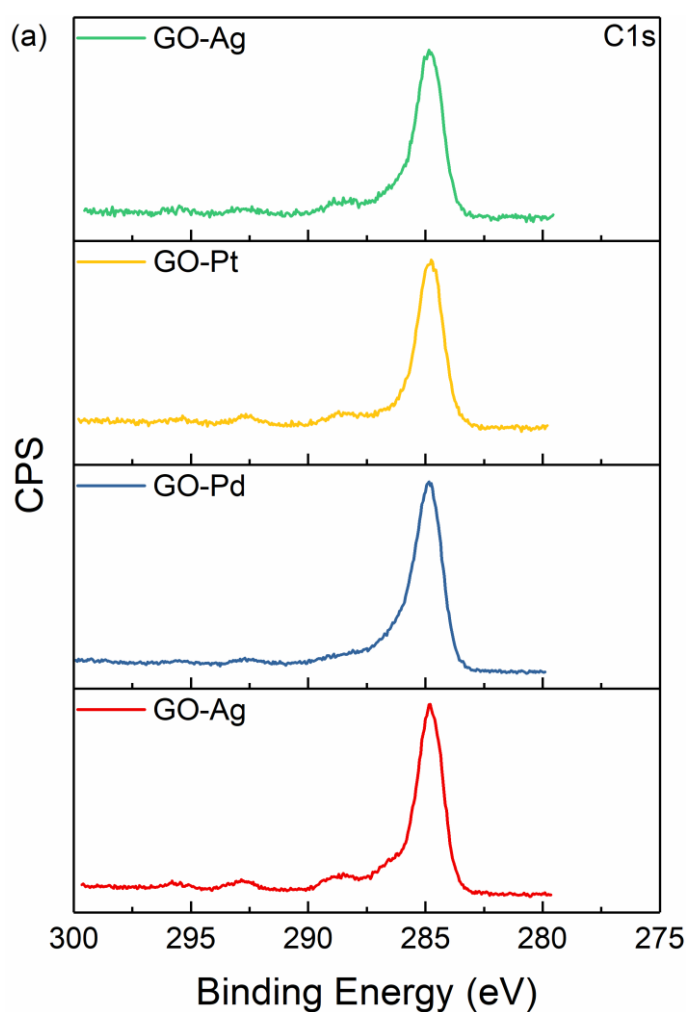 (a)
GO-Ag
C1s
GO-Pt
GO-Pd
GO-Ag
CPS
300 295 290 285 280 275
Binding Energy (eV)